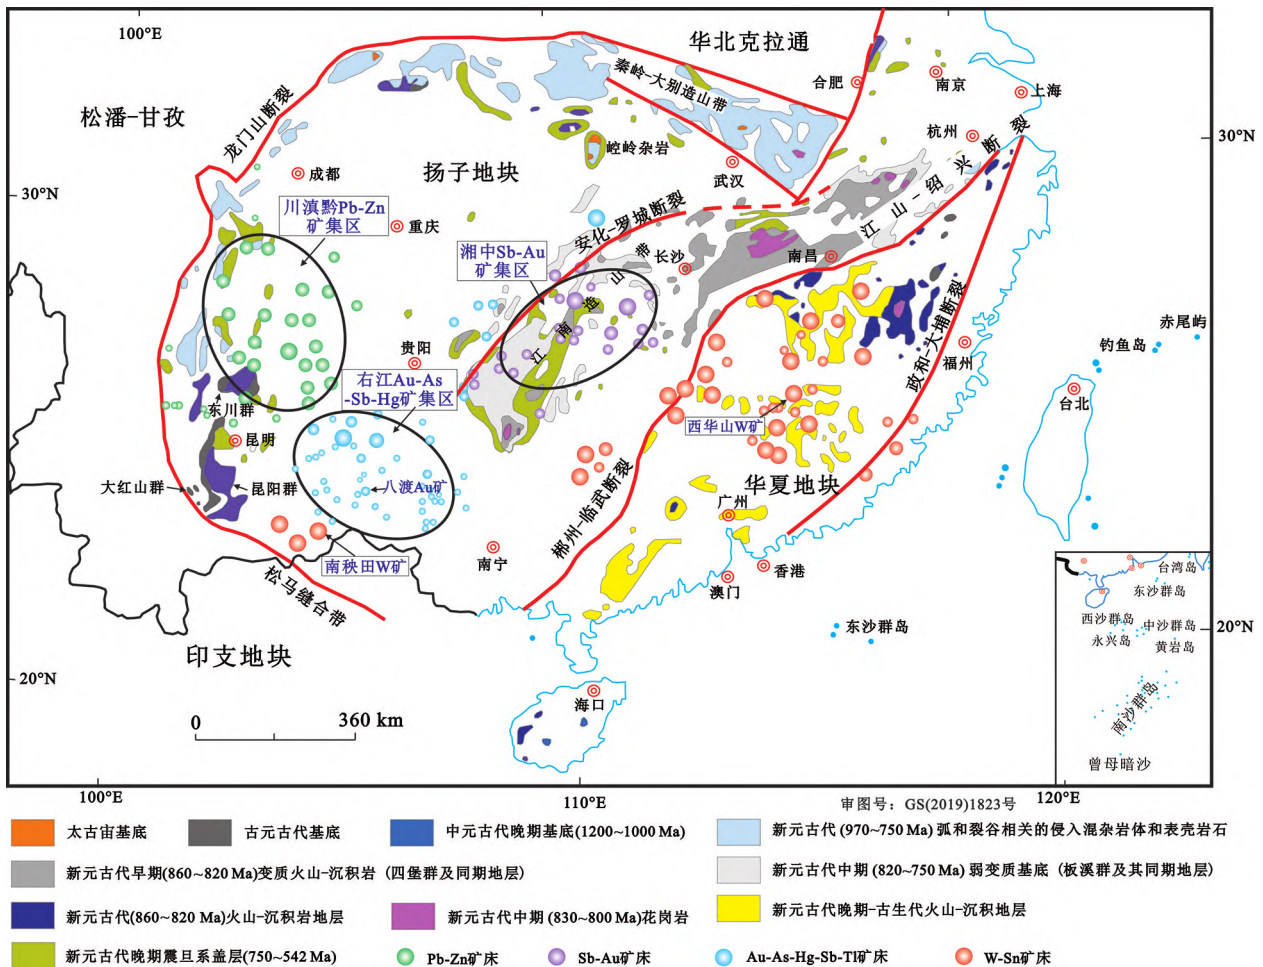 100°E
华北克拉通
秦岭-大别造山带
合肥
南京
上海
松潘-甘孜
龙门山断裂
杭州
30°N
崆岭杂岩
成都
扬子地块
武汉
30°N
江山-绍兴断裂
川滇黔Pb-Zn
矿集区
重庆
安化-罗城断裂
湘中Sb-Au
矿集区
长沙
南昌
江南造山带
政和-大埔断裂
赤尾屿
钓鱼岛
贵阳
福州
右江Au-As
-Sb-Hg矿集区
台北
东川群
西华山W矿
昆明
大红山群
昆阳群
八渡Au矿
华夏地块
广州
郴州-临武断裂
南秧田W矿
南宁
香港
澳门
松马缝合带
台湾岛
东沙群岛
西沙群岛
中沙群岛
永兴岛
黄岩岛
南沙群岛
曾母暗沙
东沙群岛
20°N
印支地块
20°N
海口
0
360 km
100°E
110°E
审图号：GS(2019)1823号
120°E
太古宙基底
古元古代基底
中元古代晚期基底(1200~1000 Ma)
新元古代(970~750 Ma)弧和裂谷相关的侵入混杂岩体和表壳岩石
新元古代早期(860~820 Ma)变质火山-沉积岩 (四堡群及同期地层)
新元古代中期(820~750 Ma) 弱变质基底 (板溪群及其同期地层)
新元古代(860~820 Ma)火山-沉积岩地层
新元古代中期(830~800 Ma)花岗岩
新元古代晚期-古生代火山-沉积地层
新元古代晚期震旦系盖层(750~542 Ma)
Pb-Zn矿床
Sb-Au矿床
Au-As-Hg-Sb-Tl矿床
W-Sn矿床